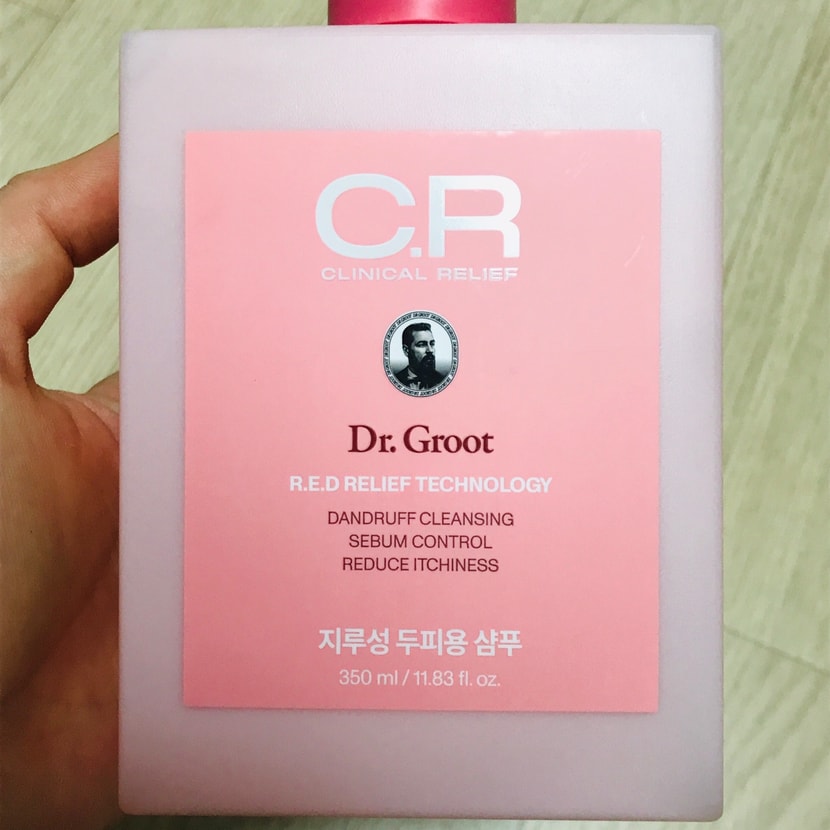 C.R
CLINICAL RELIEF
Dr. Groot
R.E.D RELIEF TECHNOLOGY
DANDRUFF CLEANSING
SEBUM CONTROL
REDUCE ITCHINESS
지루성 두피용 샴푸
350 ml / 11.83 fl. oz.